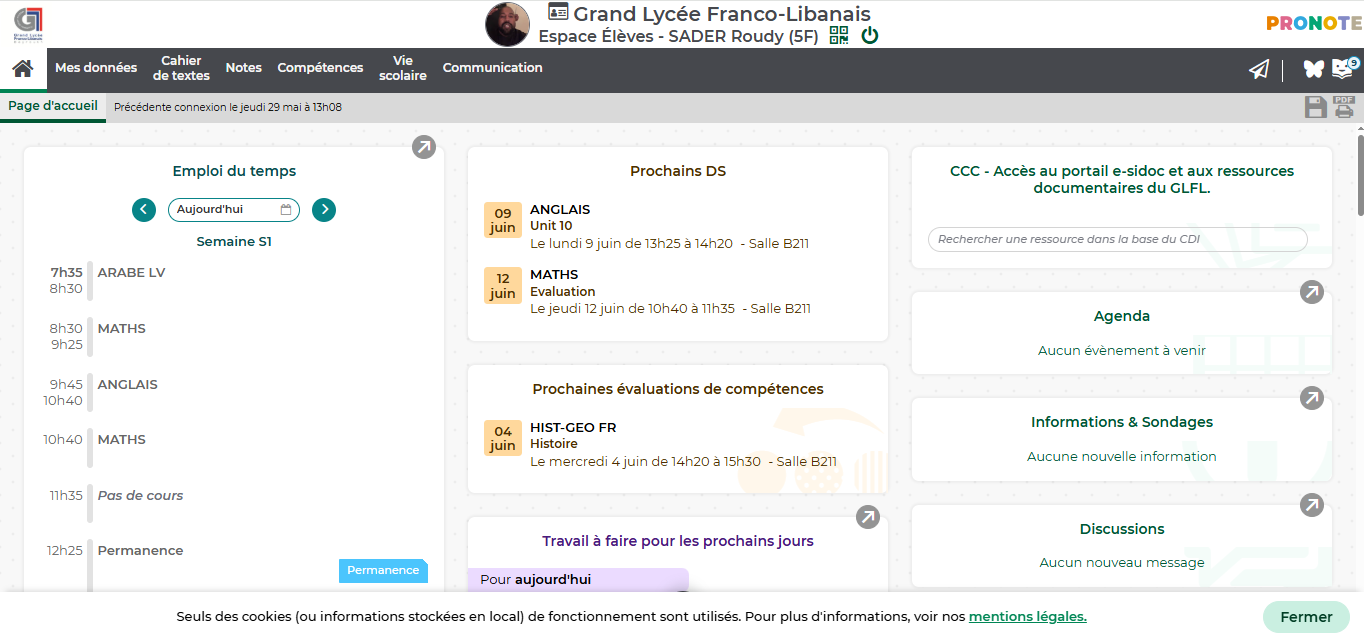 Grand Lycée Franco-Libanais
Espace Élèves - SADER Roudy (5F)
PRONOTE
Mes données
Cahier
de textes
Notes
Compétences
Vie
scolaire
Communication
9
Page d'accueil
Précédente connexion le jeudi 29 mai à 13h08
PDF
Emploi du temps
Aujourd'hui
Semaine S1
7h35 ARABE LV
8h30
8h30 MATHS
9h25
9h45 ANGLAIS
10h40
10h40 MATHS
11h35 Pas de cours
12h25 Permanence
Permanence
Prochains DS
09 juin
ANGLAIS
Unit 10
Le lundi 9 juin de 13h25 à 14h20 - Salle B211
12 juin
MATHS
Evaluation
Le jeudi 12 juin de 10h40 à 11h35 - Salle B211
Prochaines évaluations de compétences
04 juin
HIST-GEO FR
Histoire
Le mercredi 4 juin de 14h20 à 15h30 - Salle B211
Travail à faire pour les prochains jours
Pour aujourd'hui
CCC - Accès au portail e-sidoc et aux ressources
documentaires du GLFL.
Rechercher une ressource dans la base du CDI
Agenda
Aucun évènement à venir
Informations & Sondages
Aucune nouvelle information
Discussions
Aucun nouveau message
Seuls des cookies (ou informations stockées en local) de fonctionnement sont utilisés. Pour plus d'informations, voir nos mentions légales.
Fermer